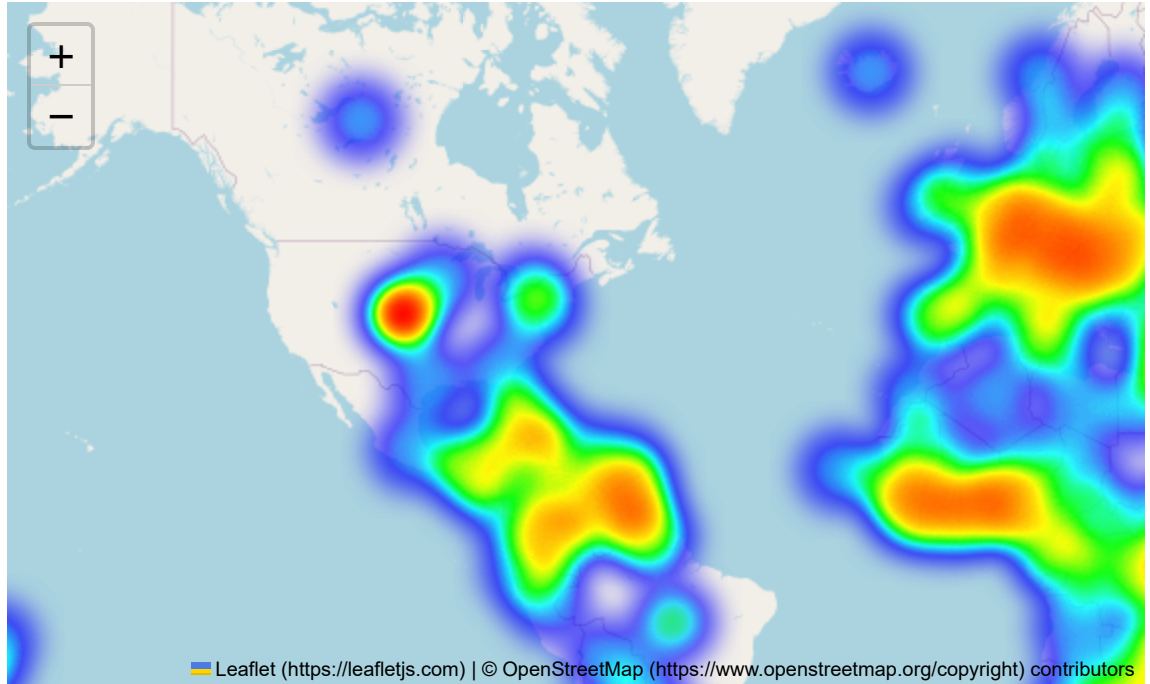 +
−
Leaflet (https://leafletjs.com) | © OpenStreetMap (https://www.openstreetmap.org/copyright) contributors